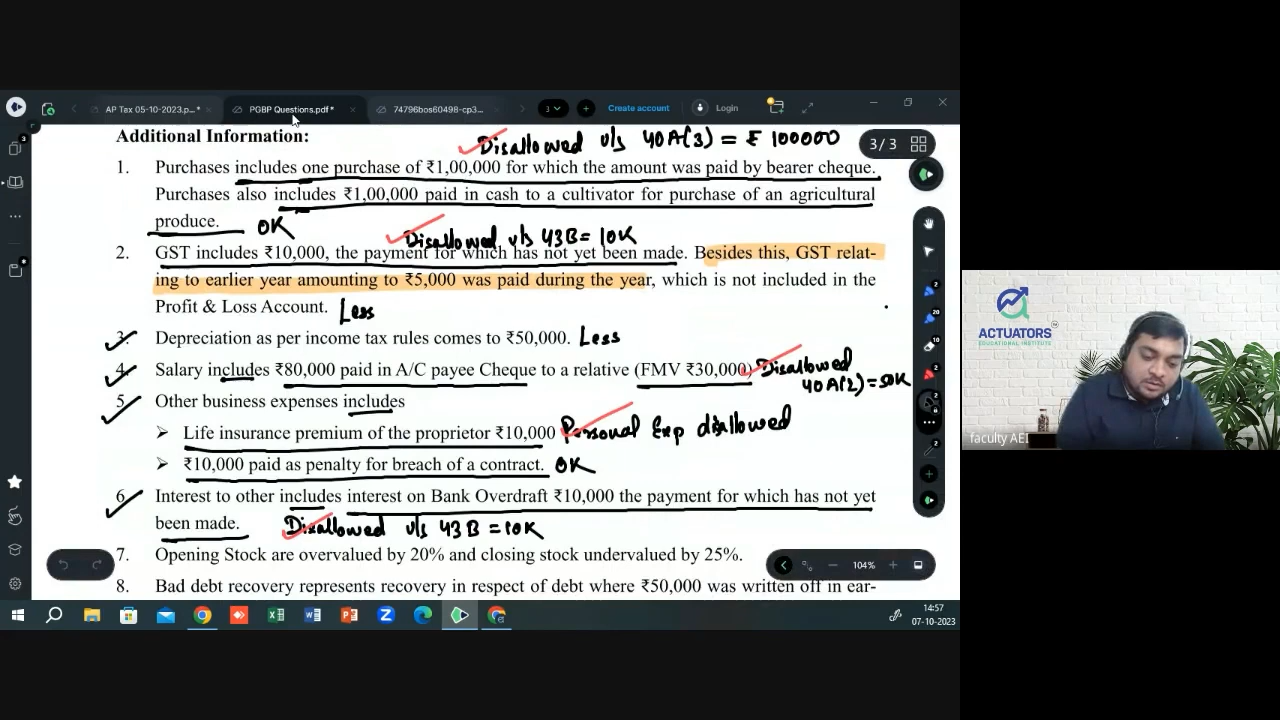 AP Tax 05-10-2023.p... *
PGBP Questions.pdf *
74796bos60498-cp3...
3
Create account
Login
Additional Information:
Disallowed u/s 40A(3) = ₹ 100000
3 / 3
1. Purchases includes one purchase of ₹1,00,000 for which the amount was paid by bearer cheque.
Purchases also includes ₹1,00,000 paid in cash to a cultivator for purchase of an agricultural
produce. OK
Disallowed u/s 43B = 10K
2. GST includes ₹10,000, the payment for which has not yet been made. Besides this, GST relat-
ing to earlier year amounting to ₹5,000 was paid during the year, which is not included in the
Profit & Loss Account. Less
3. Depreciation as per income tax rules comes to ₹50,000. Less
4. Salary includes ₹80,000 paid in A/C payee Cheque to a relative (FMV ₹30,000) Disallowed
40A(2) = 50K
5. Other business expenses includes
➢ Life insurance premium of the proprietor ₹10,000 Personal Exp disallowed
➢ ₹10,000 paid as penalty for breach of a contract. OK
6. Interest to other includes interest on Bank Overdraft ₹10,000 the payment for which has not yet
been made. Disallowed u/s 43B = 10K
7. Opening Stock are overvalued by 20% and closing stock undervalued by 25%.
104%
8. Bad debt recovery represents recovery in respect of debt where ₹50,000 was written off in ear-
14:57
07-10-2023
ACTUATORS
EDUCATIONAL INSTITUTE
faculty AEI